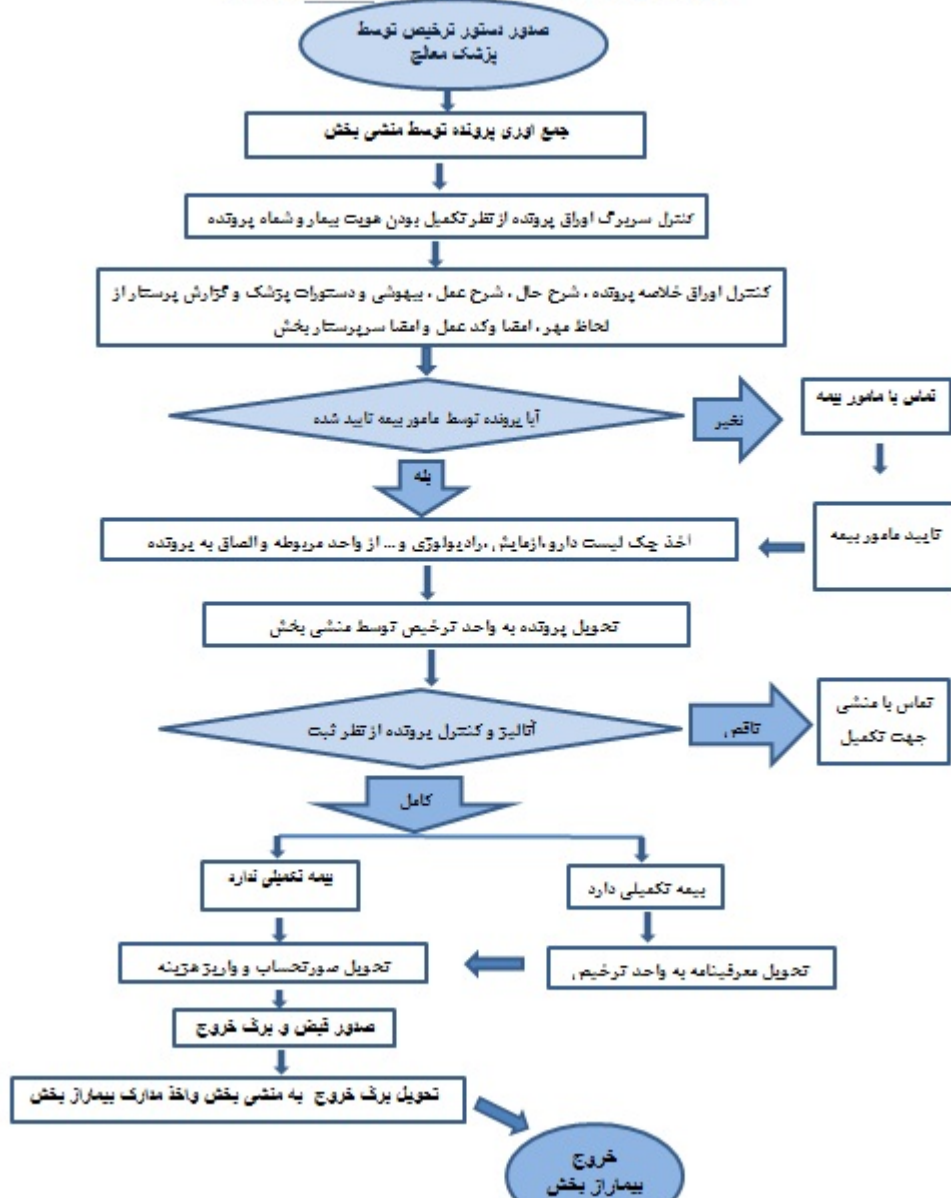 صدور دستور ترخیص توسط
پزشک معالج
جمع اوری پرونده توسط منشی بخش
کنترل سربرگ اوراق پرونده از نظر تکمیل بودن هویت بیمار و شماه پرونده
کنترل اوراق خلاصه پرونده ، شرح حال ، شرح عمل ، بیهوشی و دستورات پزشک و گزارش پرستار از
لحاظ مهر ، امضا وکد عمل و امضا سرپرستار بخش
آیا پرونده توسط مامور بیمه تایید شده
نخیر
تماس با مامور بیمه
بله
تایید مامور بیمه
اخذ چک لیست دارو ،ازمایش ،رادیولوژی و... از واحد مربوطه و الصاق به پرونده
تحویل پرونده به واحد ترخیص توسط منشی بخش
آنالیز و کنترل پرونده از نظر ثبت
ناقص
تماس با منشی
جهت تکمیل
کامل
بیمه تکمیلی دارد
بیمه تکمیلی ندارد
تحویل معرفینامه به واحد ترخیص
تحویل صورتحساب و واریز هزینه
صدور قبض و برگ خروج
تحویل برگ خروج به منشی بخش واخذ مدارک بیماراز بخش
خروج
بیماراز بخش